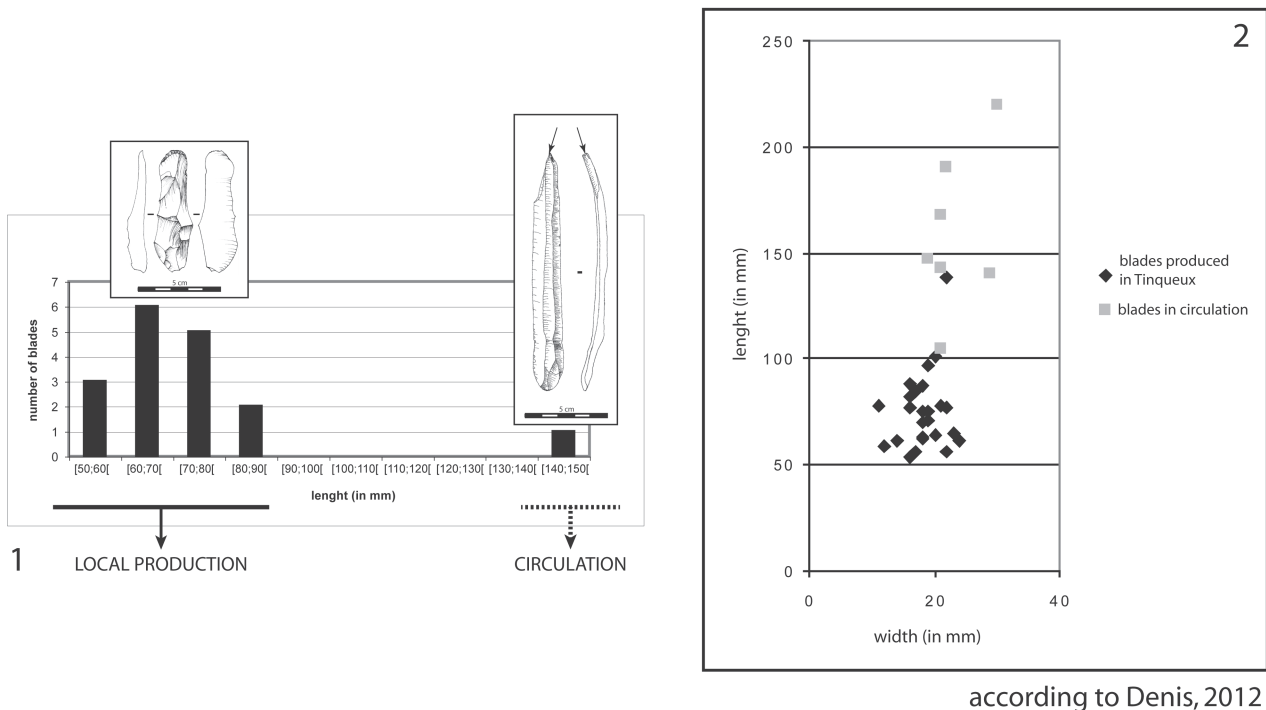 5 cm
5 cm
7
6
5
4
3
2
1
0
number of blades
[50;60[ [60;70[ [70;80[ [80;90[ [90;100[ [100;110[ [110;120[ [120;130[ [130;140[ [140;150[
lenght (in mm)
1
LOCAL PRODUCTION
CIRCULATION
2
250
200
150
100
50
0
lenght (in mm)
0 20 40
width (in mm)
blades produced
in Tinqueux
blades in circulation
according to Denis, 2012